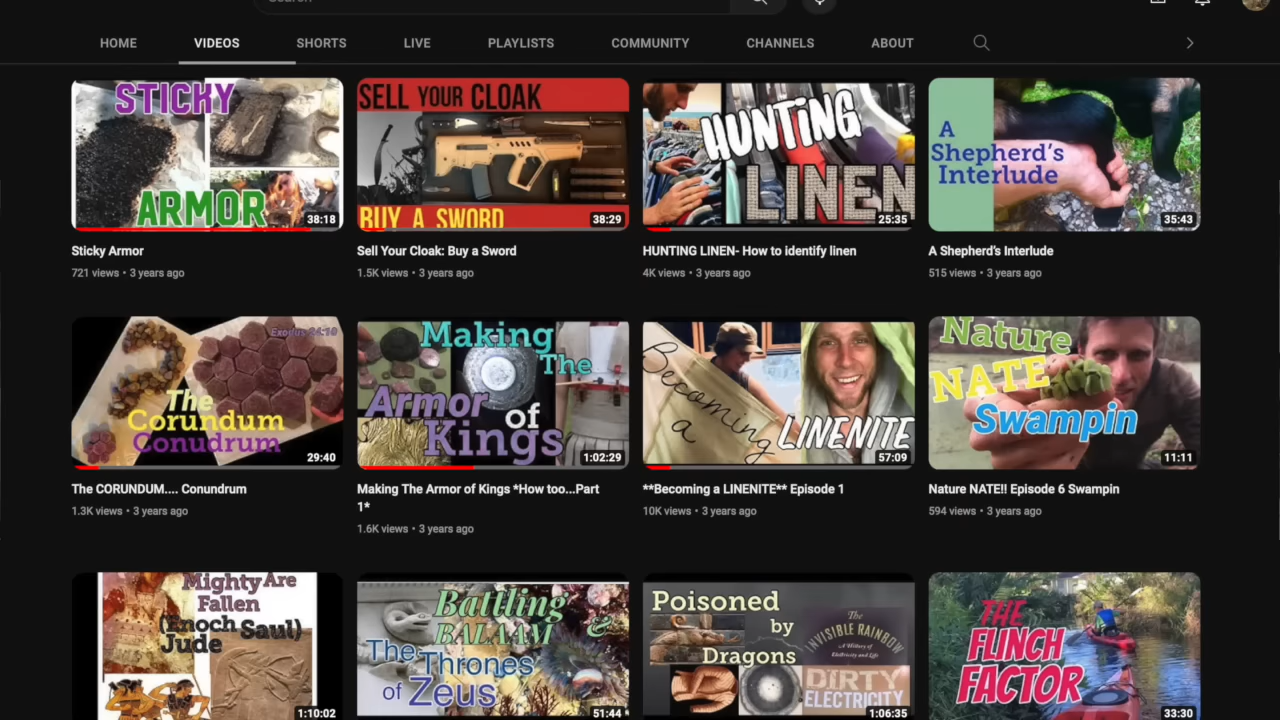 Search
HOME
VIDEOS
SHORTS
LIVE
PLAYLISTS
COMMUNITY
CHANNELS
ABOUT
STICKY
ARMOR
38:18
SELL YOUR CLOAK
BUY A SWORD
38:29
HUNTING
LINEN
25:35
A
Shepherd's
Interlude
35:43
Sticky Armor
721 views • 3 years ago
Sell Your Cloak: Buy a Sword
1.5K views • 3 years ago
HUNTING LINEN- How to identify linen
4K views • 3 years ago
A Shepherd's Interlude
515 views • 3 years ago
Exodus 24:10
The
Corundum
Conudrum
29:40
Making
The
Armor
of
Kings
1:02:29
Becoming
a
LINENITE
57:09
Nature
NATE
Swampin
11:11
The CORUNDUM.... Conundrum
1.3K views • 3 years ago
Making The Armor of Kings *How too...Part
1*
1.6K views • 3 years ago
**Becoming a LINENITE** Episode 1
10K views • 3 years ago
Nature NATE!! Episode 6 Swampin
594 views • 3 years ago
Mighty Are
Fallen
(Enoch Saul)
Jude
1:10:02
Battling
BALAAM &
The Thrones
of Zeus
51:44
Poisoned
by
Dragons
The
INVISIBLE RAINBOW
A History of
Electricity and Life
DIRTY
ELECTRICITY
1:06:35
THE
FLINCH
FACTOR
33:30